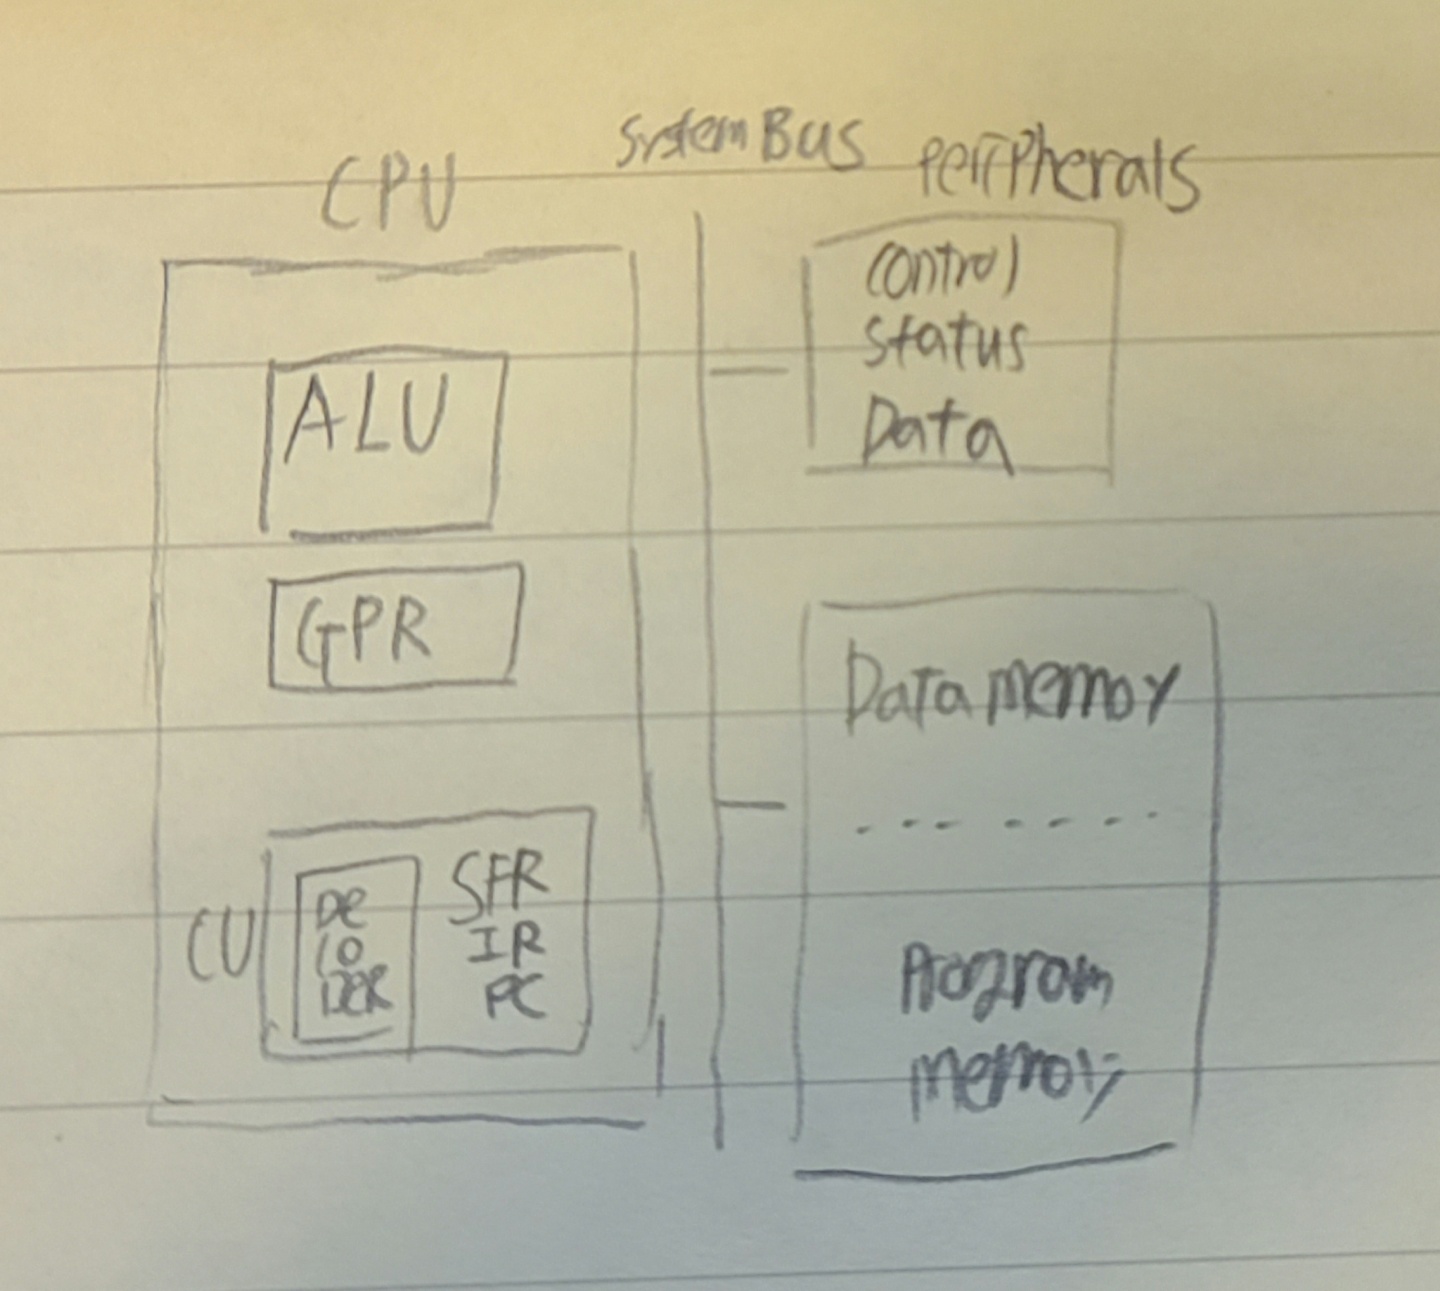 System Bus
Peripherals
CPU
Control
Status
Data
ALU
GPR
Data memoy
CU
DE
CO
DER
SFR
IR
PC
Program
memory